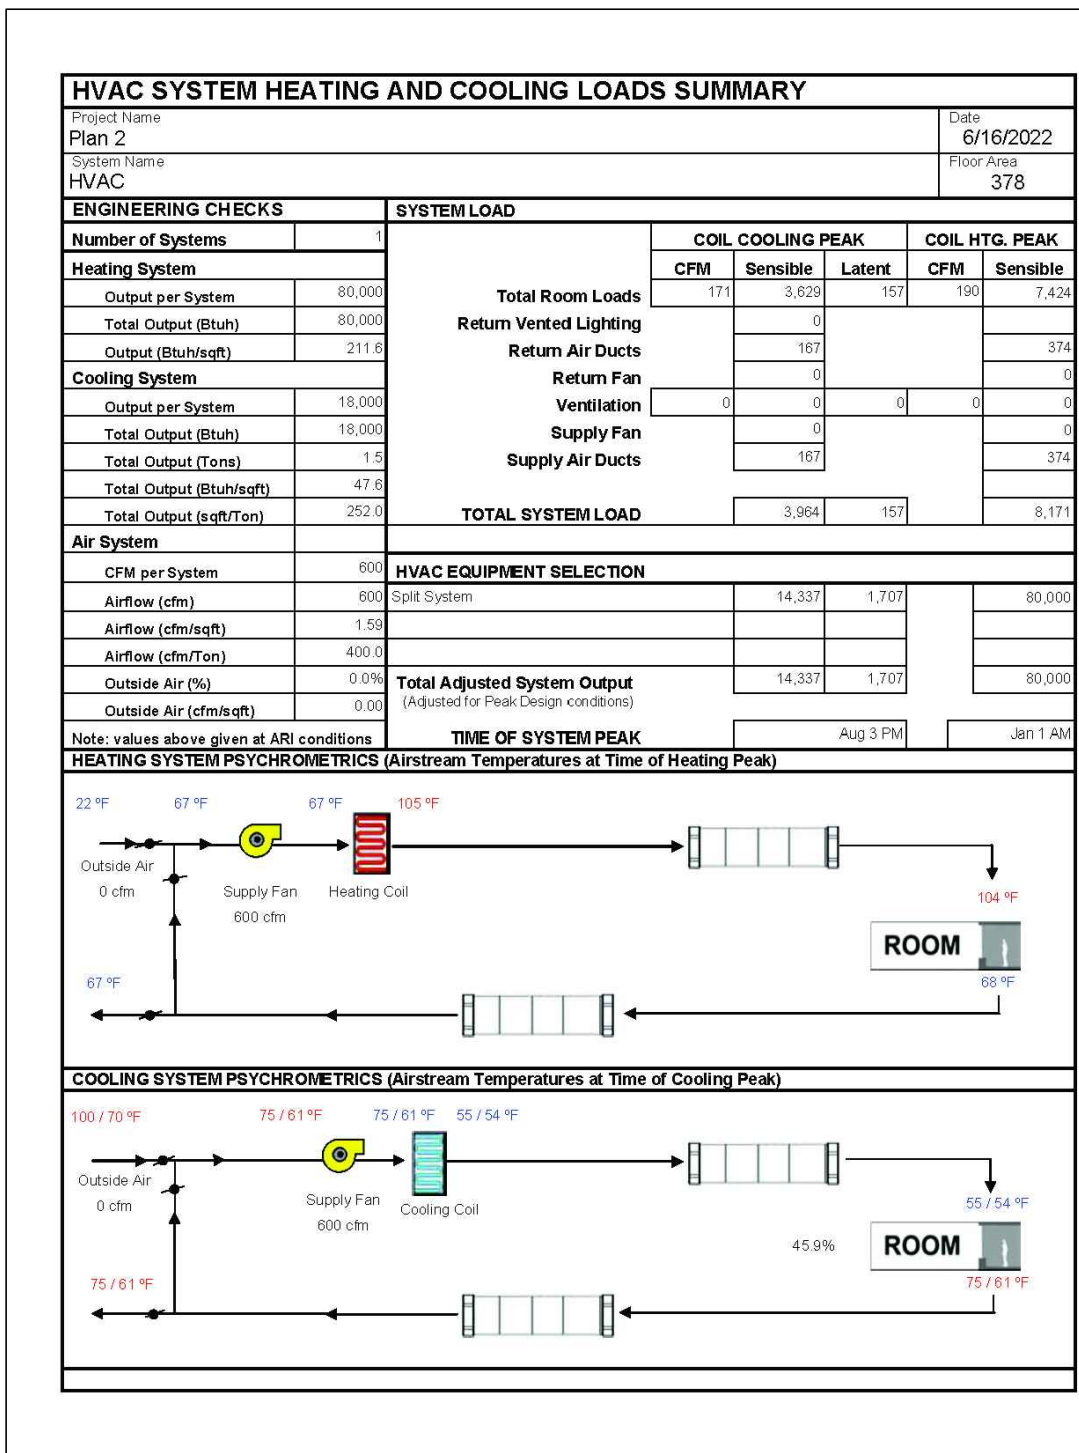 HVAC SYSTEM HEATING AND COOLING LOADS SUMMARY
Project Name
Plan 2
Date
6/16/2022
System Name
HVAC
Floor Area
378
ENGINEERING CHECKS
Number of Systems 1
Heating System
Output per System 80,000
Total Output (Btuh) 80,000
Output (Btuh/sqft) 211.6
Cooling System
Output per System 18,000
Total Output (Btuh) 18,000
Total Output (Tons) 1.5
Total Output (Btuh/sqft) 47.6
Total Output (sqft/Ton) 252.0
Air System
CFM per System 600
Airflow (cfm) 600
Airflow (cfm/sqft) 1.59
Airflow (cfm/Ton) 400.0
Outside Air (%) 0.0%
Outside Air (cfm/sqft) 0.00
Note: values above given at ARI conditions
SYSTEM LOAD
COIL COOLING PEAK COIL HTG. PEAK
CFM Sensible Latent CFM Sensible
Total Room Loads 171 3,629 157 190 7,424
Return Vented Lighting 0
Return Air Ducts 167 374
Return Fan 0 0
Ventilation 0 0 0 0 0
Supply Fan 0 0
Supply Air Ducts 167 374
TOTAL SYSTEM LOAD 3,964 157 8,171
HVAC EQUIPMENT SELECTION
Split System 14,337 1,707 80,000
Total Adjusted System Output 14,337 1,707 80,000
(Adjusted for Peak Design conditions)
TIME OF SYSTEM PEAK Aug 3 PM Jan 1 AM
HEATING SYSTEM PSYCHROMETRICS (Airstream Temperatures at Time of Heating Peak)
22 ºF 67 ºF 67 ºF 105 ºF
Outside Air
0 cfm
Supply Fan
600 cfm
Heating Coil
104 ºF
ROOM
67 ºF
68 ºF
COOLING SYSTEM PSYCHROMETRICS (Airstream Temperatures at Time of Cooling Peak)
100 / 70 ºF 75 / 61 ºF 75 / 61 ºF 55 / 54 ºF
Outside Air
0 cfm
Supply Fan
600 cfm
Cooling Coil
55 / 54 ºF
45.9%
ROOM
75 / 61 ºF
75 / 61 ºF